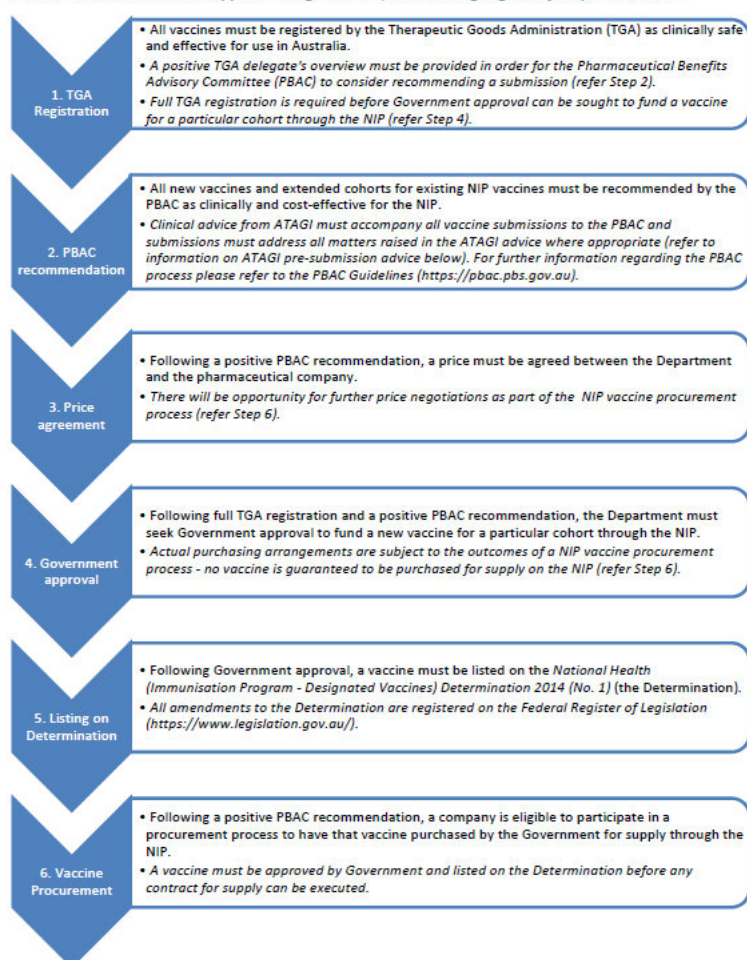 • All vaccines must be registered by the Therapeutic Goods Administration (TGA) as clinically safe
and effective for use in Australia.
• A positive TGA delegate's overview must be provided in order for the Pharmaceutical Benefits
Advisory Committee (PBAC) to consider recommending a submission (refer Step 2).
• Full TGA registration is required before Government approval can be sought to fund a vaccine
for a particular cohort through the NIP (refer Step 4).
1. TGA
Registration
• All new vaccines and extended cohorts for existing NIP vaccines must be recommended by the
PBAC as clinically and cost-effective for the NIP.
• Clinical advice from ATAGI must accompany all vaccine submissions to the PBAC and
submissions must address all matters raised in the ATAGI advice where appropriate (refer to
information on ATAGI pre-submission advice below). For further information regarding the PBAC
process please refer to the PBAC Guidelines (https://pbac.pbs.gov.au).
2. PBAC
recommendation
• Following a positive PBAC recommendation, a price must be agreed between the Department
and the pharmaceutical company.
• There will be opportunity for further price negotiations as part of the NIP vaccine procurement
process (refer Step 6).
3. Price
agreement
• Following full TGA registration and a positive PBAC recommendation, the Department must
seek Government approval to fund a new vaccine for a particular cohort through the NIP.
• Actual purchasing arrangements are subject to the outcomes of a NIP vaccine procurement
process - no vaccine is guaranteed to be purchased for supply on the NIP (refer Step 6).
4. Government
approval
• Following Government approval, a vaccine must be listed on the National Health
(Immunisation Program - Designated Vaccines) Determination 2014 (No. 1) (the Determination).
• All amendments to the Determination are registered on the Federal Register of Legislation
(https://www.legislation.gov.au/).
5. Listing on
Determination
• Following a positive PBAC recommendation, a company is eligible to participate in a
procurement process to have that vaccine purchased by the Government for supply through the
NIP.
• A vaccine must be approved by Government and listed on the Determination before any
contract for supply can be executed.
6. Vaccine
Procurement